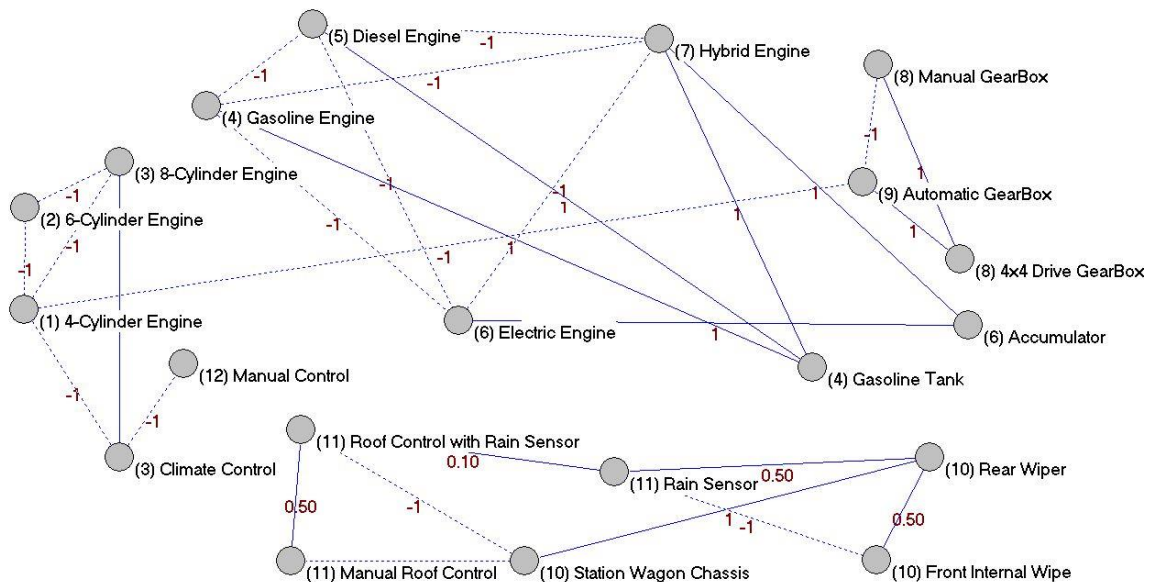 (5) Diesel Engine
-1
(7) Hybrid Engine
-1
-1
(8) Manual GearBox
(4) Gasoline Engine
-1
(3) 8-Cylinder Engine
-1
-1
1
1
(9) Automatic GearBox
-1
(2) 6-Cylinder Engine
1
1
1
-1
-1
1
1
-1
-1
(8) 4x4 Drive GearBox
(1) 4-Cylinder Engine
(6) Electric Engine
1
(6) Accumulator
(12) Manual Control
(4) Gasoline Tank
-1
-1
(11) Roof Control with Rain Sensor
(3) Climate Control
0.10
(11) Rain Sensor
0.50
(10) Rear Wiper
0.50
-1
1
-1
0.50
(11) Manual Roof Control
(10) Station Wagon Chassis
(10) Front Internal Wipe